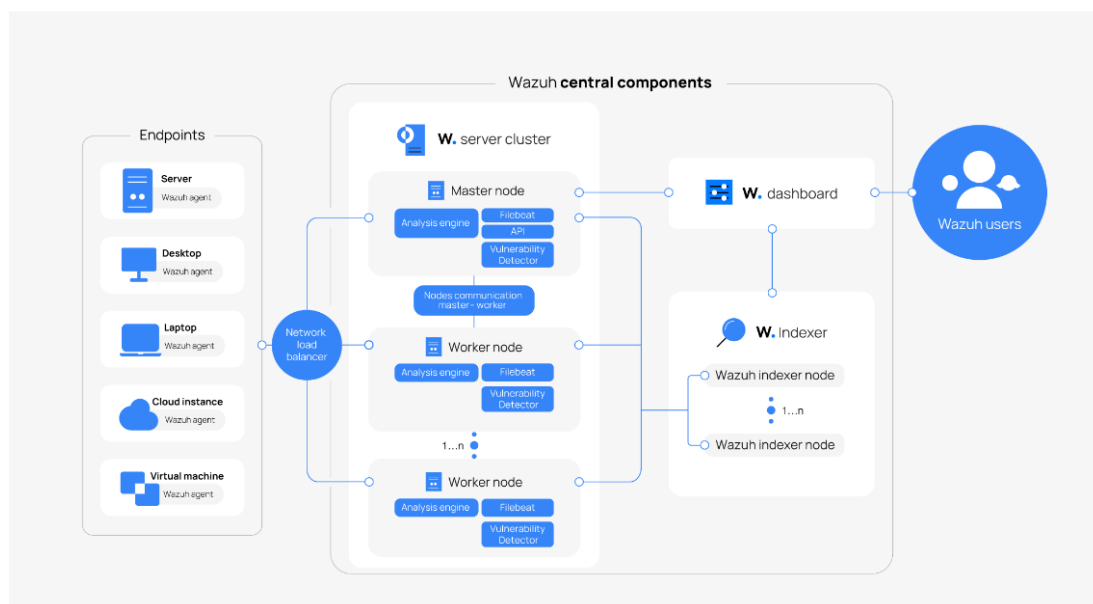 Wazuh central components
Endpoints
Server
Wazuh agent
Desktop
Wazuh agent
Laptop
Wazuh agent
Cloud instance
Wazuh agent
Virtual machine
Wazuh agent
Network
load
balancer
W. server cluster
Master node
Analysis engine
Filebeat
API
Vulnerability
Detector
Nodes communication
master- worker
Worker node
Analysis engine
Filebeat
Vulnerability
Detector
1...n
Worker node
Analysis engine
Filebeat
Vulnerability
Detector
W. dashboard
W. Indexer
Wazuh indexer node
1...n
Wazuh indexer node
Wazuh users